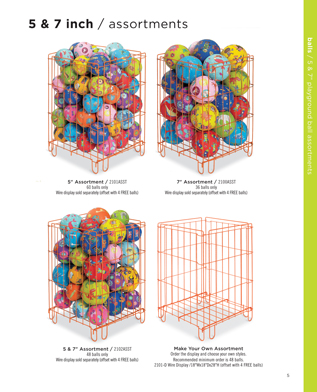 5 & 7 inch / assortments
balls / 5 & 7" playground ball assortments
5" Assortment / 2101ASST
60 balls only
Wire display sold separately (offset with 4 FREE balls)
7" Assortment / 2100ASST
36 balls only
Wire display sold separately (offset with 4 FREE balls)
5 & 7" Assortment / 2102ASST
48 balls only
Wire display sold separately (offset with 4 FREE balls)
Make Your Own Assortment
Order the display and choose your own styles.
Recommended minimum order is 48 balls.
2101-D Wire Display (18"Wx18"Dx28"H (offset with 4 FREE balls)
5